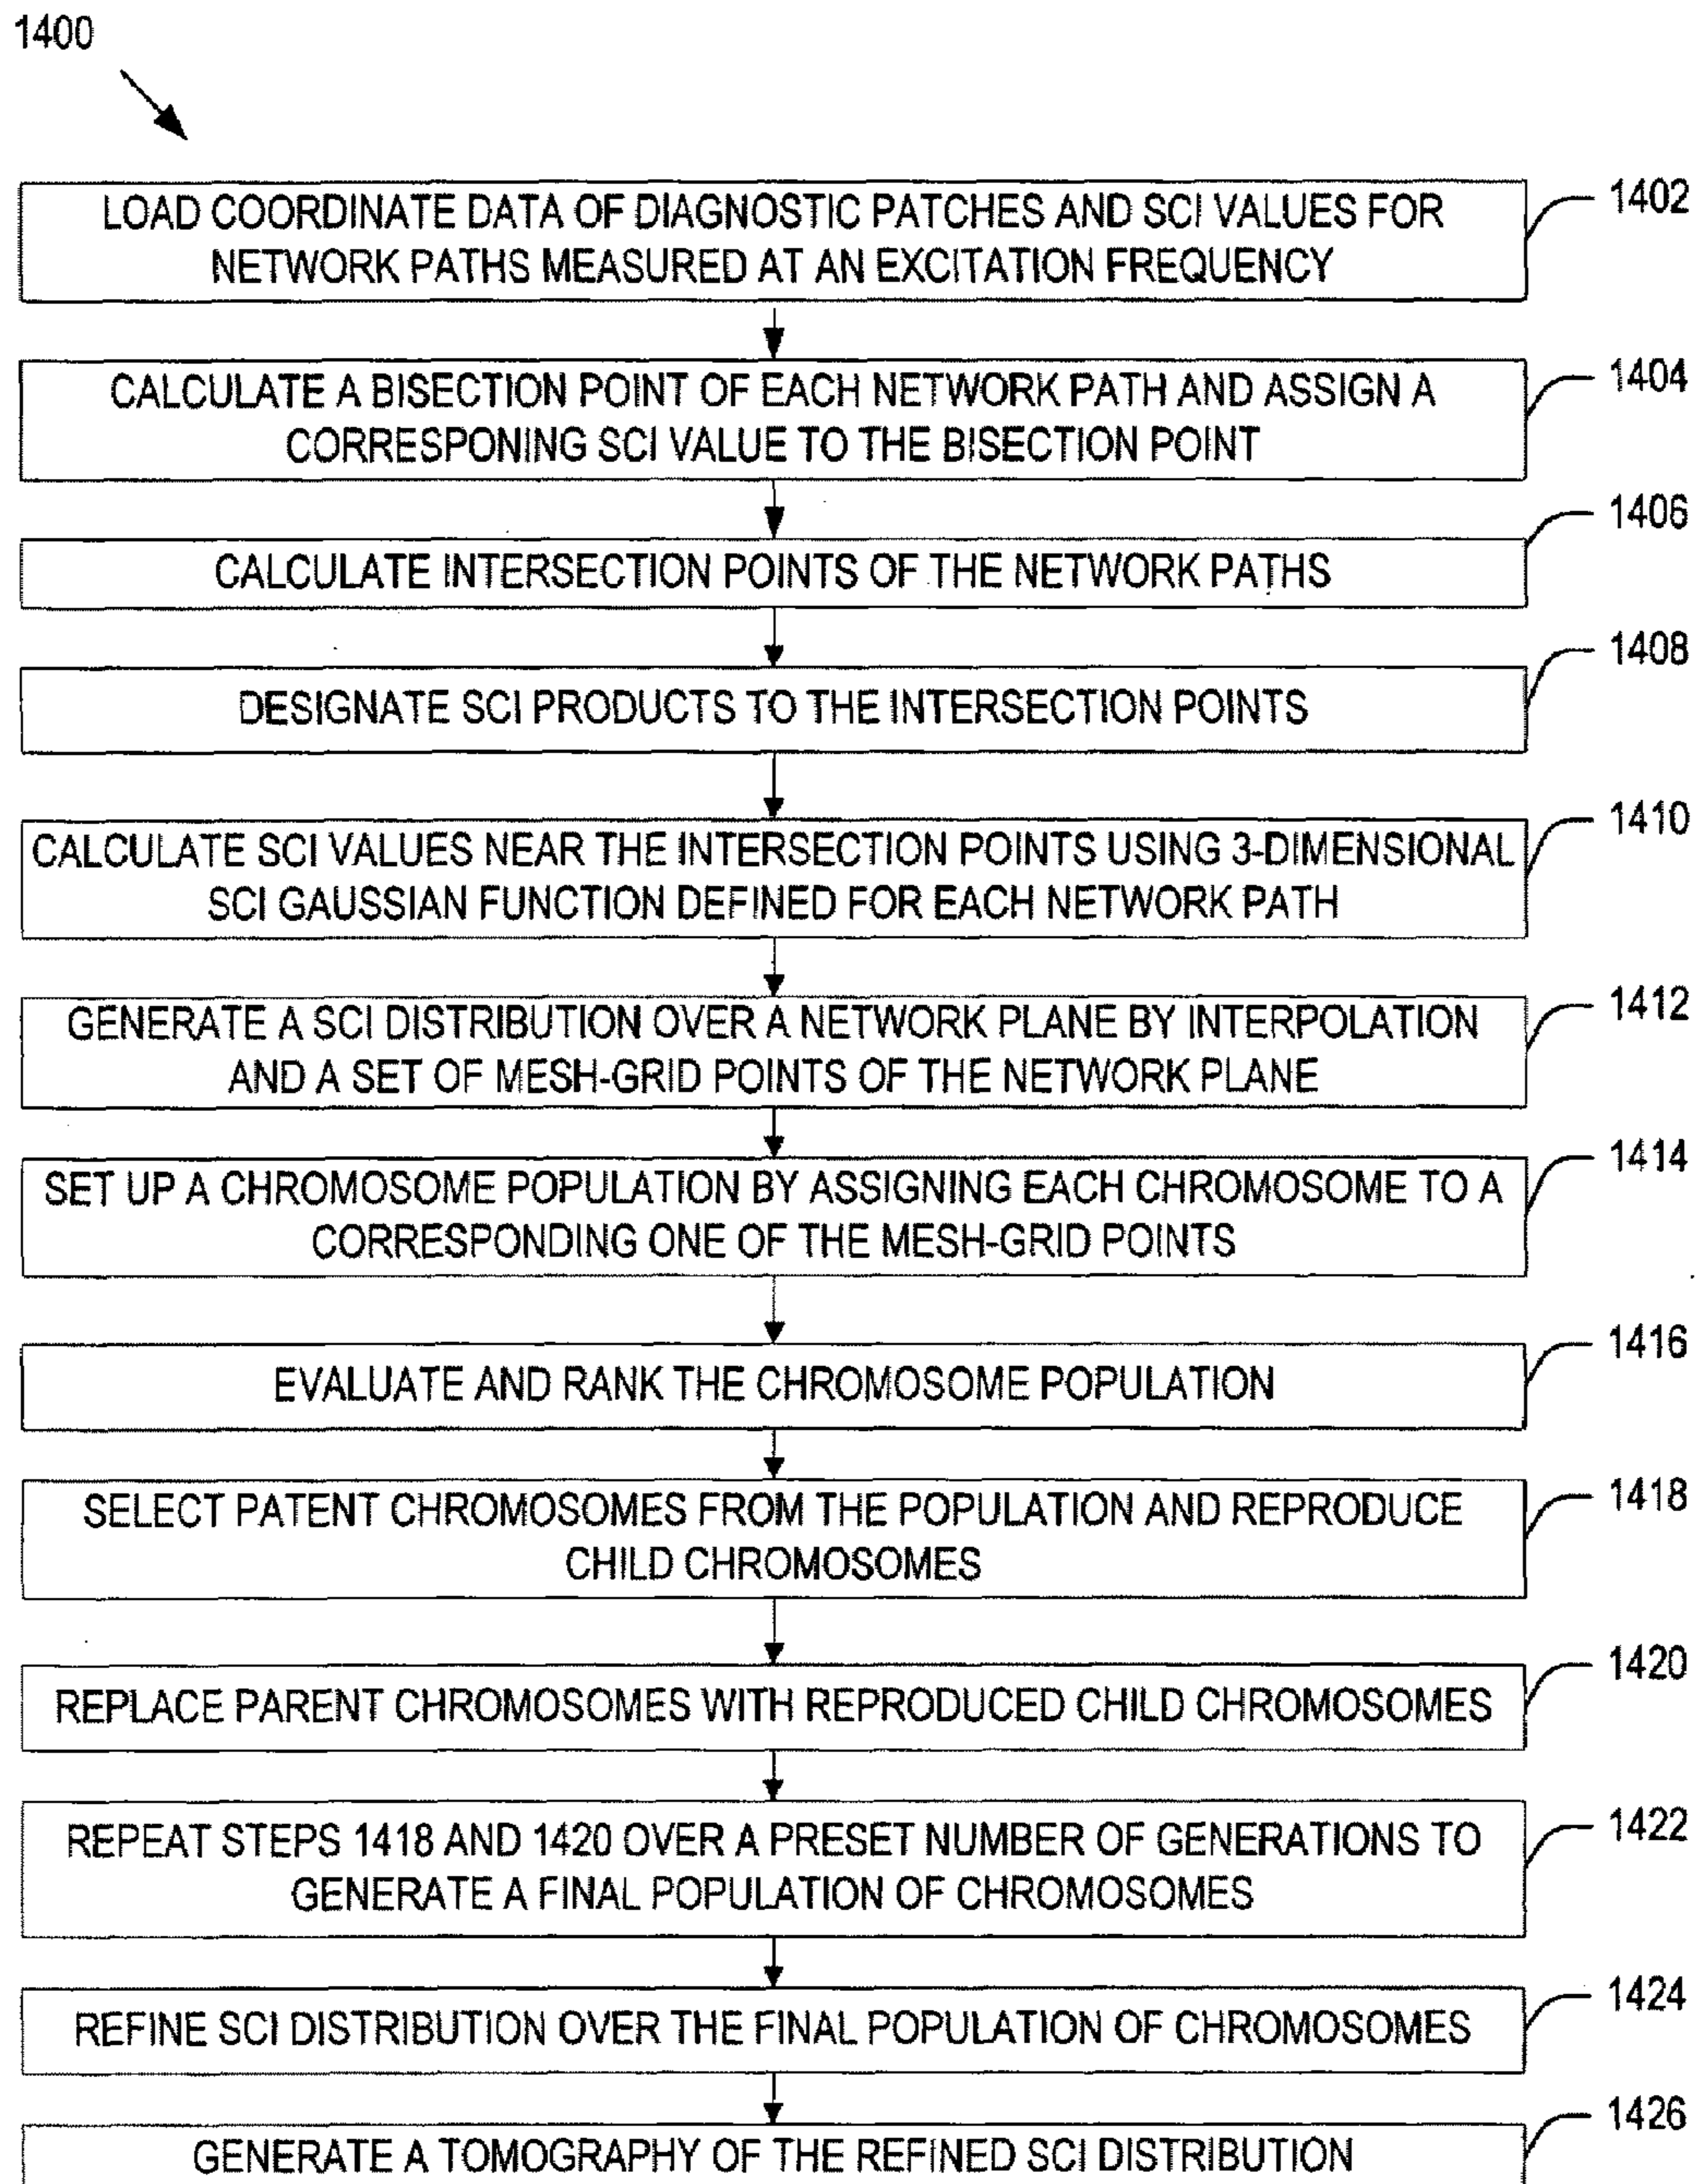 1400
LOAD COORDINATE DATA OF DIAGNOSTIC PATCHES AND SCI VALUES FOR
NETWORK PATHS MEASURED AT AN EXCITATION FREQUENCY
1402
CALCULATE A BISECTION POINT OF EACH NETWORK PATH AND ASSIGN A
CORRESPONING SCI VALUE TO THE BISECTION POINT
1404
CALCULATE INTERSECTION POINTS OF THE NETWORK PATHS
1406
DESIGNATE SCI PRODUCTS TO THE INTERSECTION POINTS
1408
CALCULATE SCI VALUES NEAR THE INTERSECTION POINTS USING 3-DIMENSIONAL
SCI GAUSSIAN FUNCTION DEFINED FOR EACH NETWORK PATH
1410
GENERATE A SCI DISTRIBUTION OVER A NETWORK PLANE BY INTERPOLATION
AND A SET OF MESH-GRID POINTS OF THE NETWORK PLANE
1412
SET UP A CHROMOSOME POPULATION BY ASSIGNING EACH CHROMOSOME TO A
CORRESPONDING ONE OF THE MESH-GRID POINTS
1414
EVALUATE AND RANK THE CHROMOSOME POPULATION
1416
SELECT PATENT CHROMOSOMES FROM THE POPULATION AND REPRODUCE
CHILD CHROMOSOMES
1418
REPLACE PARENT CHROMOSOMES WITH REPRODUCED CHILD CHROMOSOMES
1420
REPEAT STEPS 1418 AND 1420 OVER A PRESET NUMBER OF GENERATIONS TO
GENERATE A FINAL POPULATION OF CHROMOSOMES
1422
REFINE SCI DISTRIBUTION OVER THE FINAL POPULATION OF CHROMOSOMES
1424
GENERATE A TOMOGRAPHY OF THE REFINED SCI DISTRIBUTION
1426